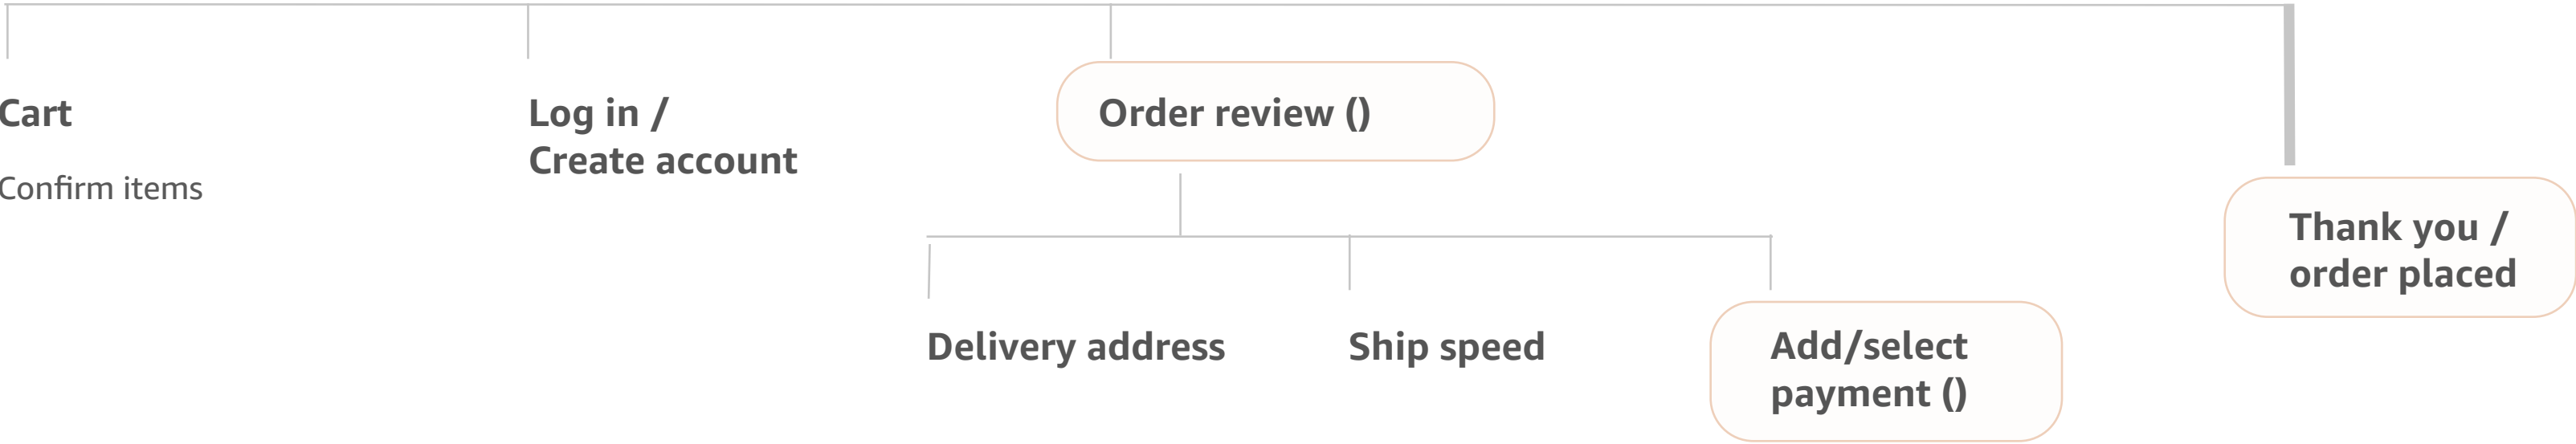 Cart
Confirm items
Log in /
Create account
Order review ()
Delivery address
Ship speed
Add/select
payment ()
Thank you /
order placed